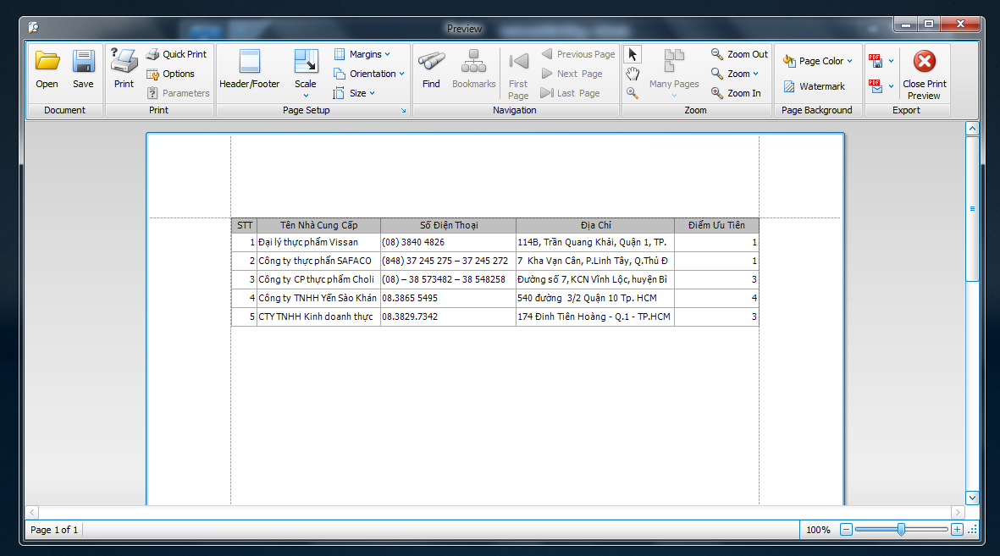 Preview
Open
Save
Document
Print
Quick Print
Options
Parameters
Print
Header/Footer
Scale
Margins
Orientation
Size
Page Setup
Find
Bookmarks
First Page
Previous Page
Next Page
Last Page
Navigation
Many Pages
Zoom Out
Zoom
Zoom In
Zoom
Page Color
Watermark
Page Background
PDF
PDF
Close Print Preview
Export
STT Tên Nhà Cung Cấp Số Điện Thoại Địa Chỉ Điểm Ưu Tiên
1 Đại lý thực phẩm Vissan (08) 3840 4826 114B, Trần Quang Khải, Quận 1, TP. 1
2 Công ty thực phẩn SAFACO (848) 37 245 275 – 37 245 272 7 Kha Vạn Cân, P.Linh Tây, Q.Thủ Đ 1
3 Công ty CP thực phẩm Choli (08) – 38 573482 – 38 548258 Đường số 7, KCN Vĩnh Lộc, huyện Bì 3
4 Công ty TNHH Yến Sào Khán 08.3865 5495 540 đường 3/2 Quận 10 Tp. HCM 4
5 CTY TNHH Kinh doanh thực 08.3829.7342 174 Đinh Tiên Hoàng - Q.1 - TP.HCM 3
Page 1 of 1
100%